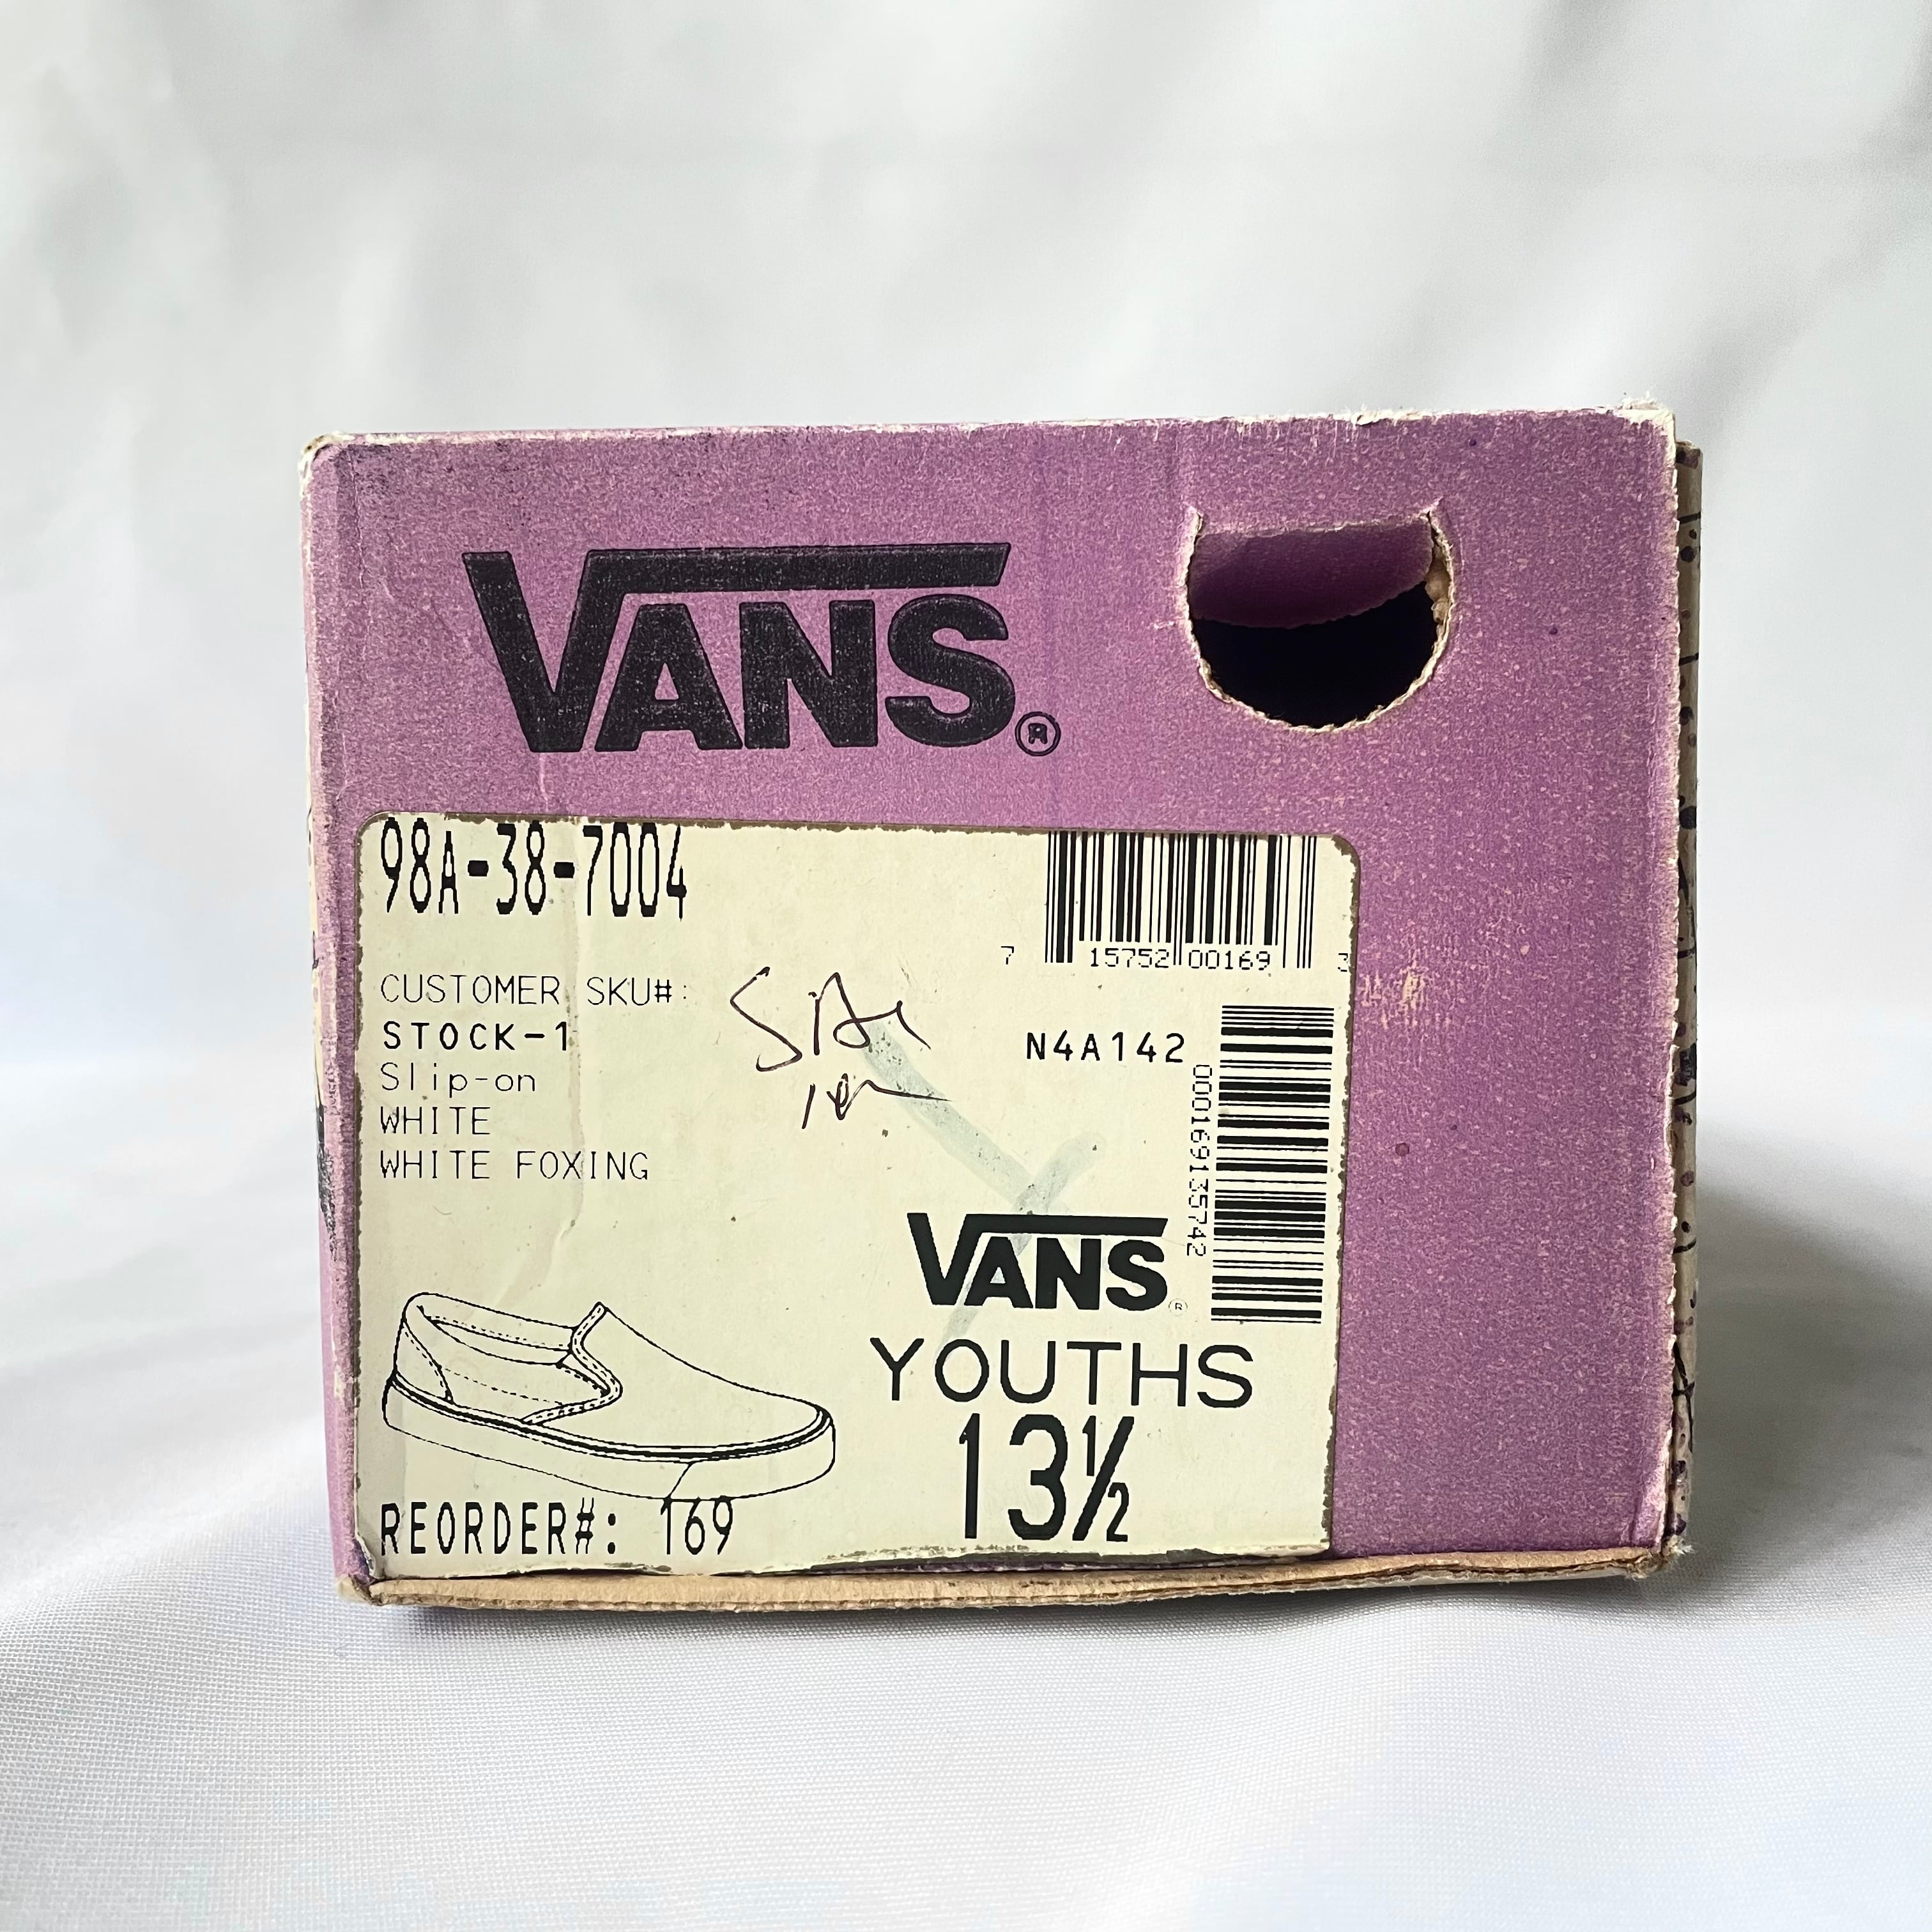 VANS®
98A-38-7004
7 15752 00169 3
CUSTOMER SKU#:
STOCK-1
Slip-on
WHITE
WHITE FOXING
N4A142
000169135742
VANS®
YOUTHS
13½
REORDER#: 169